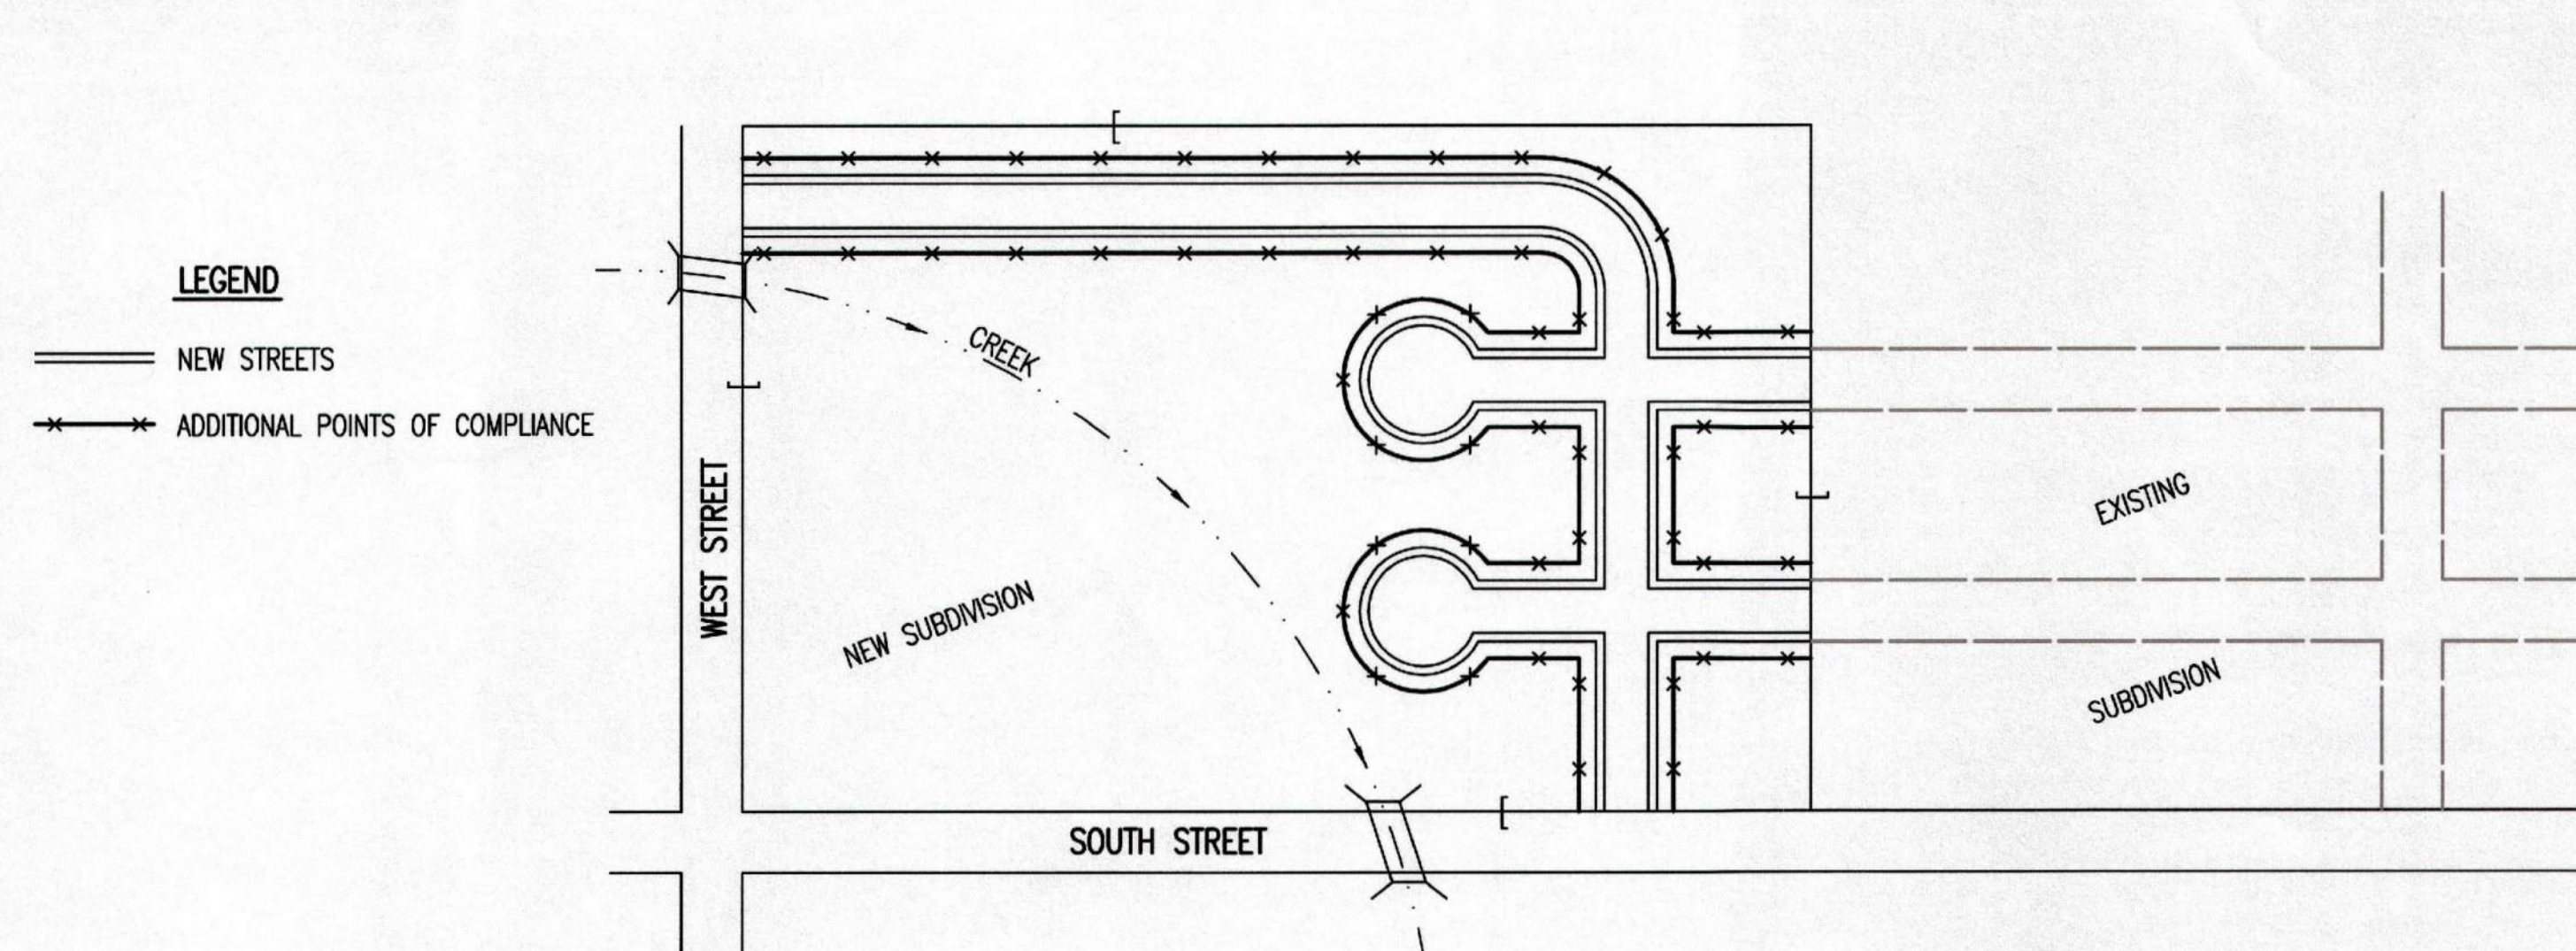 LEGEND
NEW STREETS
ADDITIONAL POINTS OF COMPLIANCE
CREEK
WEST STREET
NEW SUBDIVISION
SOUTH STREET
EXISTING
SUBDIVISION